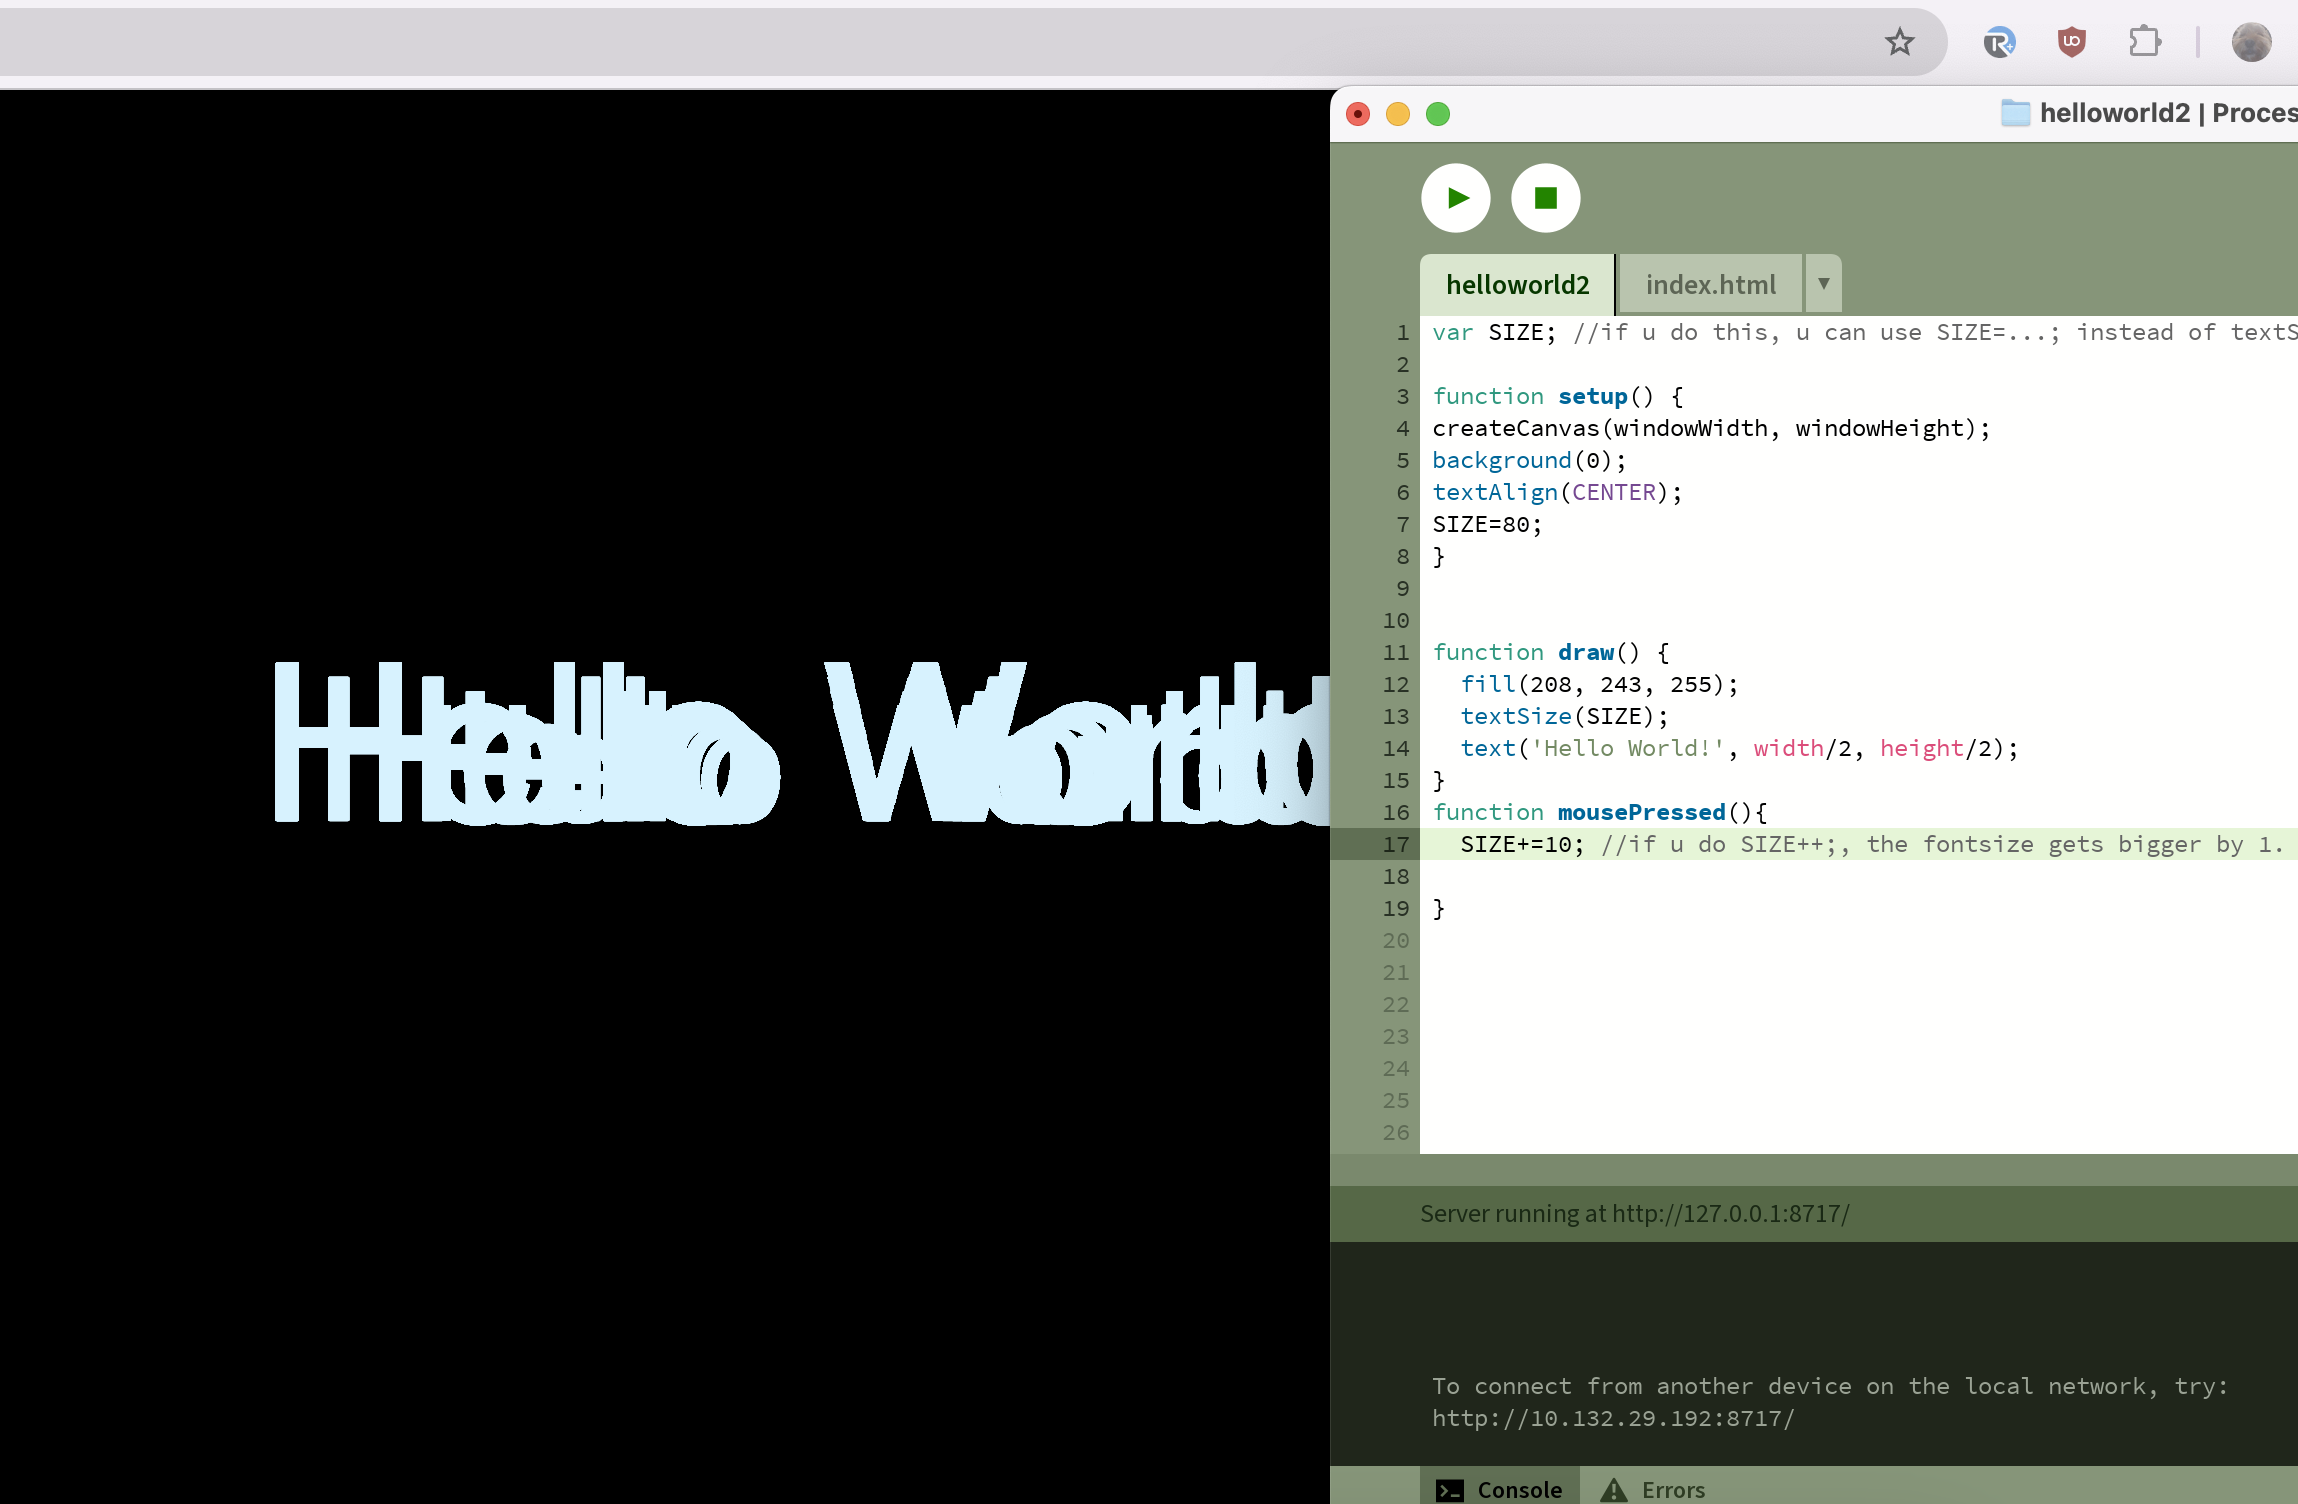 helloworld2 | Proces
helloworld2
index.html
1 var SIZE; //if u do this, u can use SIZE=...; instead of textS
2
3 function setup() {
4 createCanvas(windowWidth, windowHeight);
5 background(0);
6 textAlign(CENTER);
7 SIZE=80;
8 }
9
10
11 function draw() {
12 fill(208, 243, 255);
13 textSize(SIZE);
14 text('Hello World!', width/2, height/2);
15 }
16 function mousePressed(){
17 SIZE+=10; //if u do SIZE++;, the fontsize gets bigger by 1.
18
19 }
20
21
22
23
24
25
26
Hello World
Server running at http://127.0.0.1:8717/
To connect from another device on the local network, try:
http://10.132.29.192:8717/
Console
Errors